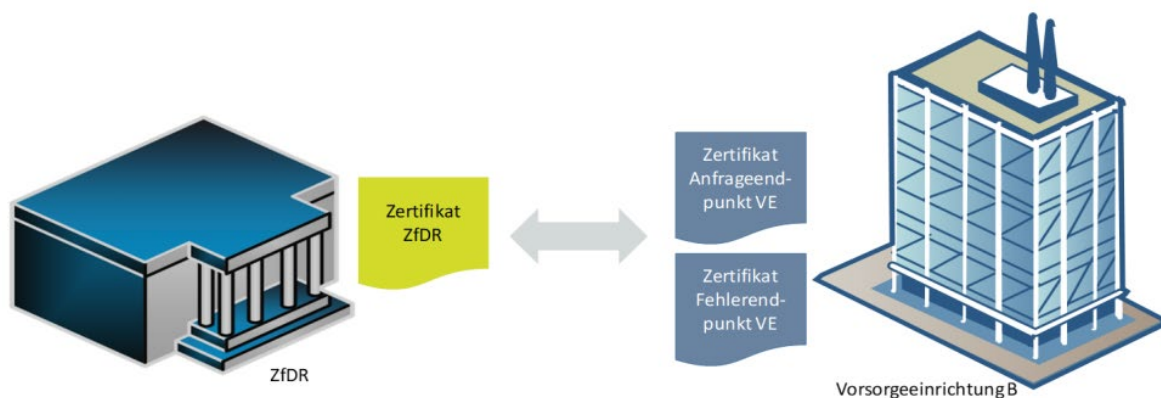 Zertifikat
ZfDR
ZfDR
Zertifikat
Anfrageend-
punkt VE
Zertifikat
Fehlerend-
punkt VE
Vorsorgeeinrichtung B